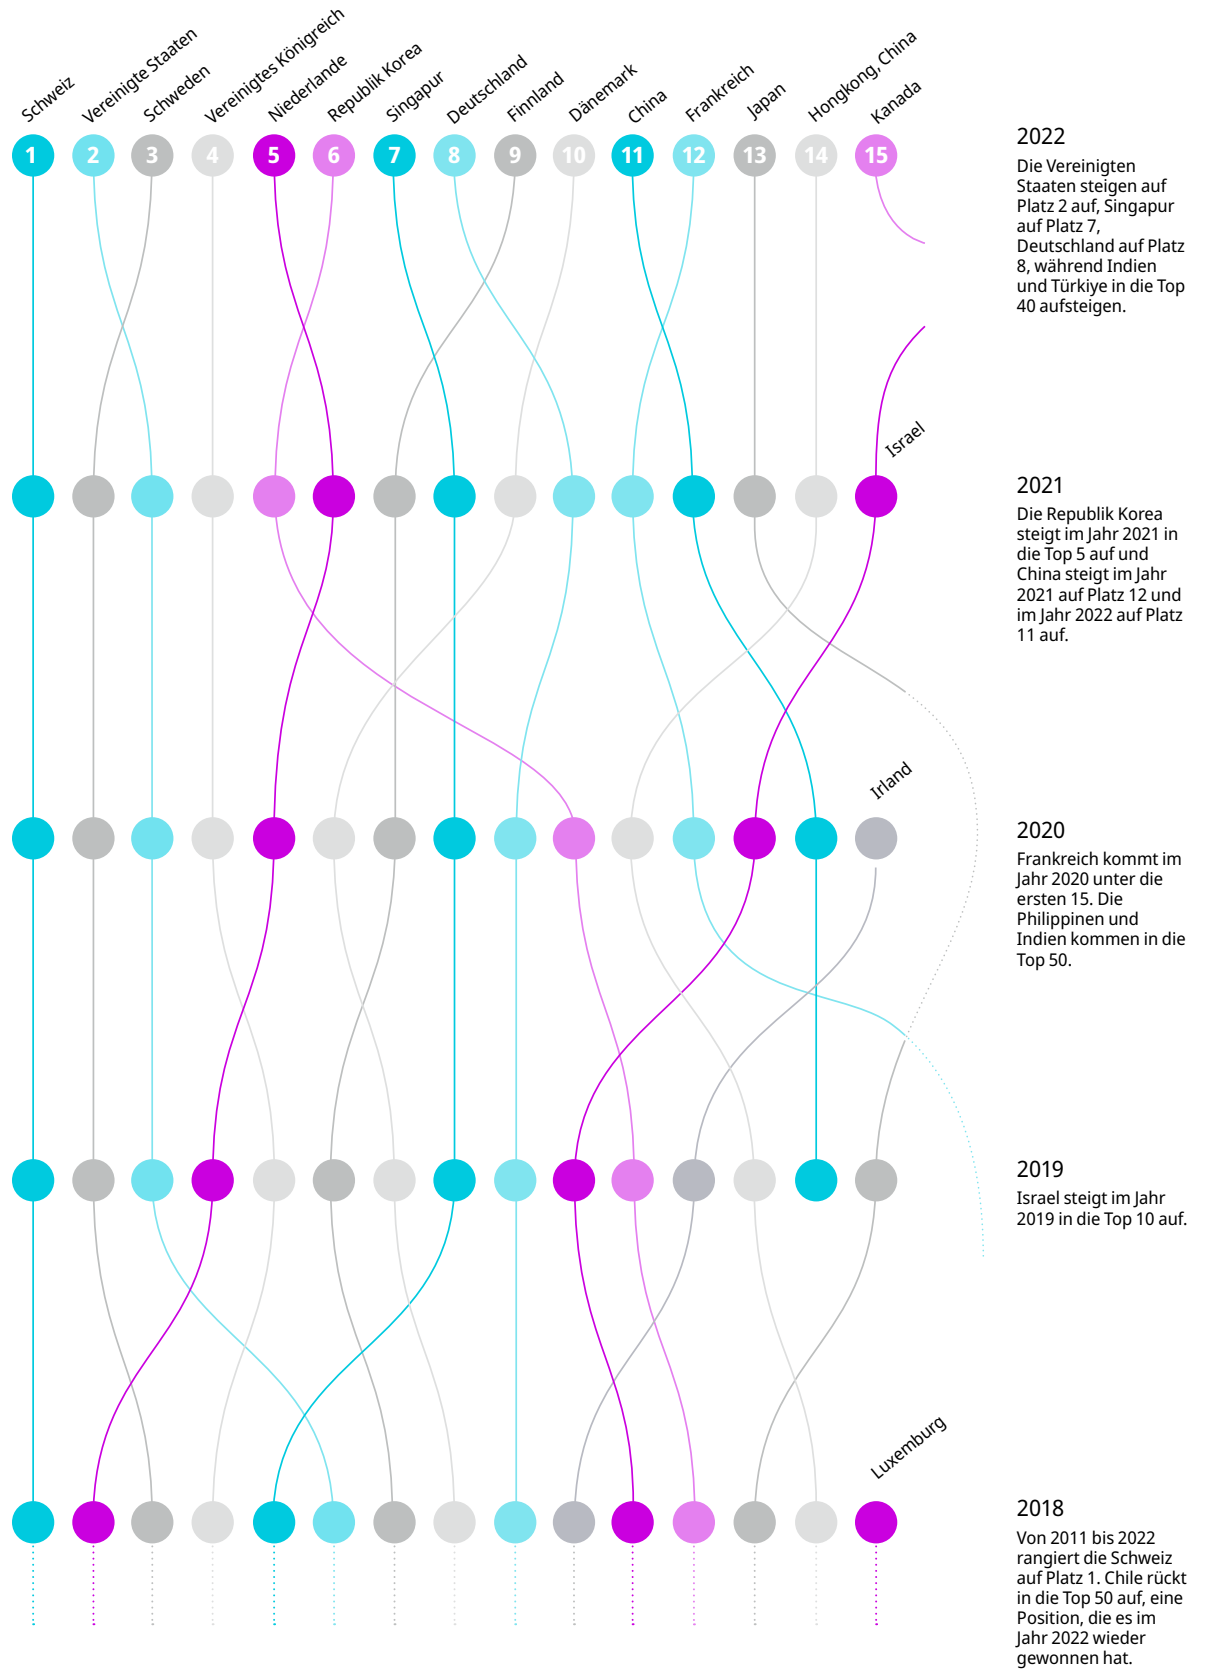 Schweiz
Vereinigte Staaten
Schweden
Vereinigtes Königreich
Niederlande
Republik Korea
Singapur
Deutschland
Finnland
Dänemark
China
Frankreich
Japan
Hongkong, China
Kanada
1 2 3 4 5 6 7 8 9 10 11 12 13 14 15
2022
Die Vereinigten
Staaten steigen auf
Platz 2 auf, Singapur
auf Platz 7,
Deutschland auf Platz
8, während Indien
und Türkiye in die Top
40 aufsteigen.
Israel
2021
Die Republik Korea
steigt im Jahr 2021 in
die Top 5 auf und
China steigt im Jahr
2021 auf Platz 12 und
im Jahr 2022 auf Platz
11 auf.
Irland
2020
Frankreich kommt im
Jahr 2020 unter die
ersten 15. Die
Philippinen und
Indien kommen in die
Top 50.
2019
Israel steigt im Jahr
2019 in die Top 10 auf.
Luxemburg
2018
Von 2011 bis 2022
rangiert die Schweiz
auf Platz 1. Chile rückt
in die Top 50 auf, eine
Position, die es im
Jahr 2022 wieder
gewonnen hat.